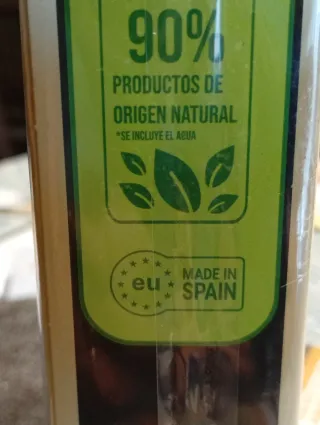 90%
PRODUCTOS DE
ORIGEN NATURAL
*SE INCLUYE EL AGUA
eu
MADE IN
SPAIN